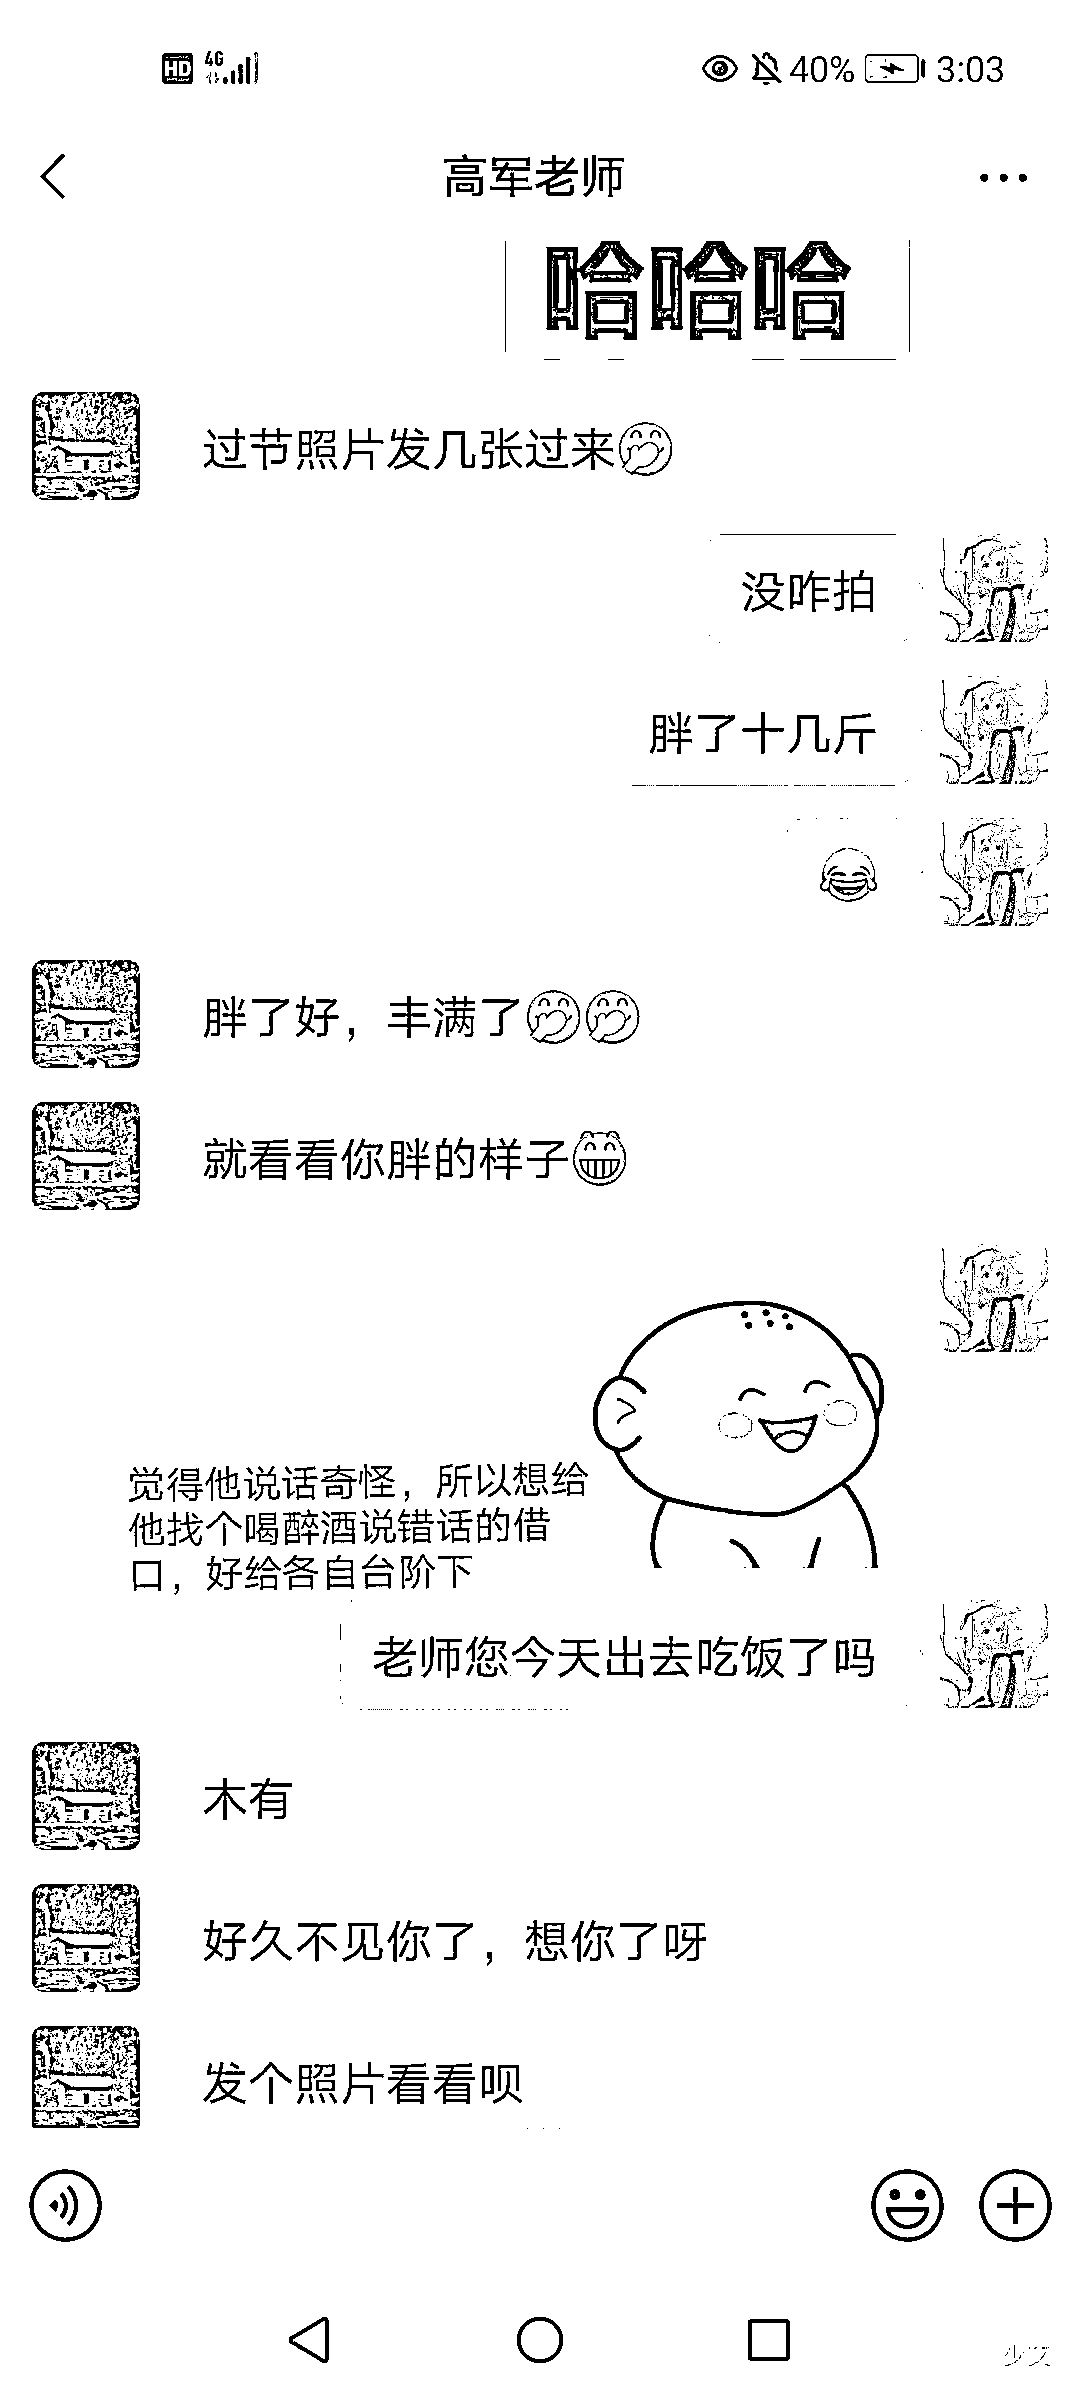 HD 4G 40% 3:03
高军老师
哈哈哈
过节照片发几张过来
没咋拍
胖了十几斤
胖了好，丰满了
就看看你胖的样子
觉得他说话奇怪，所以想给
他找个喝醉酒说错话的借
口，好给各自台阶下
老师您今天出去吃饭了吗
木有
好久不见你了，想你了呀
发个照片看看呗